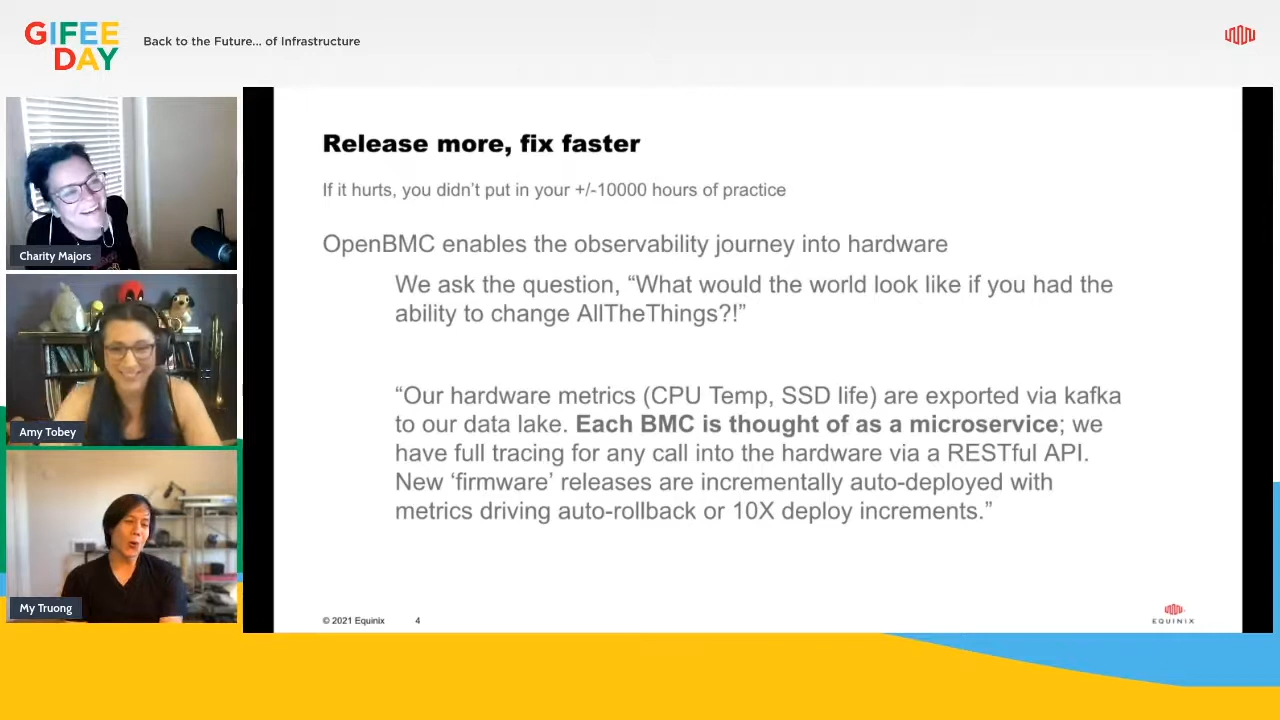 GIFEE
DAY
Back to the Future... of Infrastructure
Charity Majors
Amy Tobey
My Truong
Release more, fix faster
If it hurts, you didn’t put in your +/-10000 hours of practice
OpenBMC enables the observability journey into hardware
We ask the question, “What would the world look like if you had the
ability to change AllTheThings?!”
“Our hardware metrics (CPU Temp, SSD life) are exported via kafka
to our data lake. Each BMC is thought of as a microservice; we
have full tracing for any call into the hardware via a RESTful API.
New ‘firmware’ releases are incrementally auto-deployed with
metrics driving auto-rollback or 10X deploy increments.”
© 2021 Equinix 4
EQUINIX